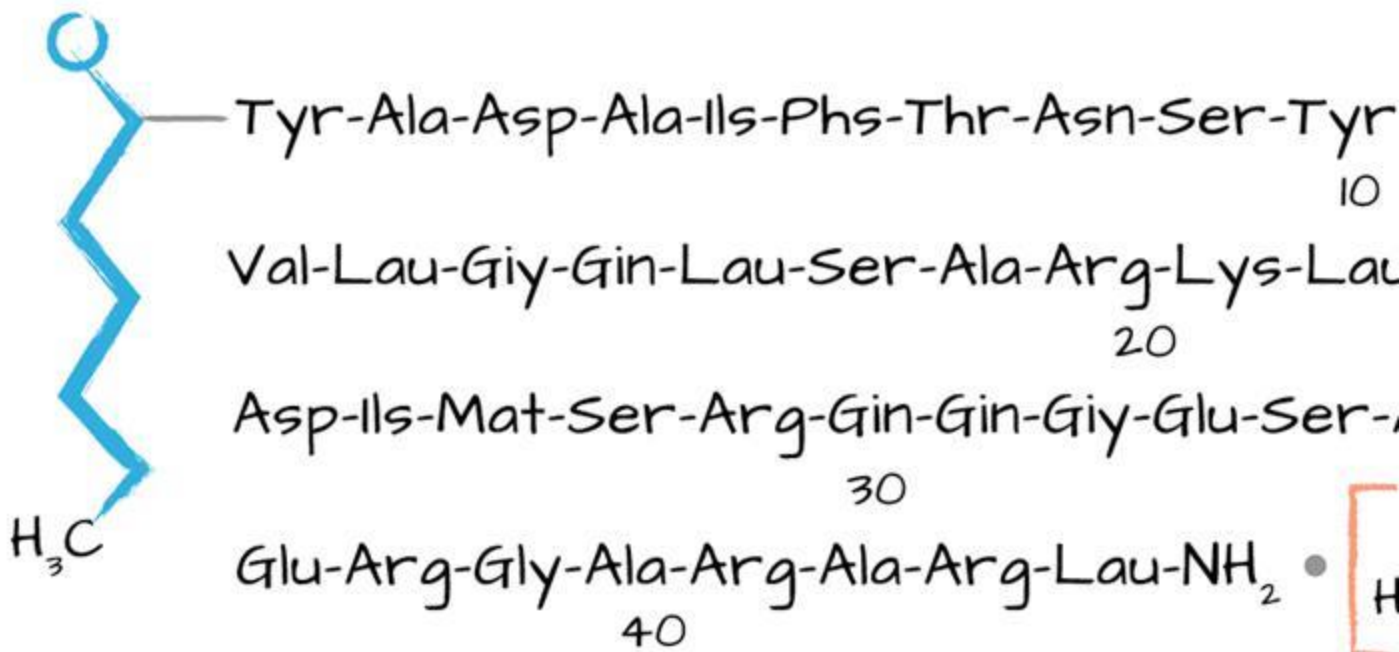 O
Tyr-Ala-Asp-Ala-Ils-Phs-Thr-Asn-Ser-Tyr
10
Val-Lau-Giy-Gin-Lau-Ser-Ala-Arg-Lys-Lau
20
Asp-Ils-Mat-Ser-Arg-Gin-Gin-Giy-Glu-Ser-
30
H₃C
Glu-Arg-Gly-Ala-Arg-Ala-Arg-Lau-NH₂ • H
40